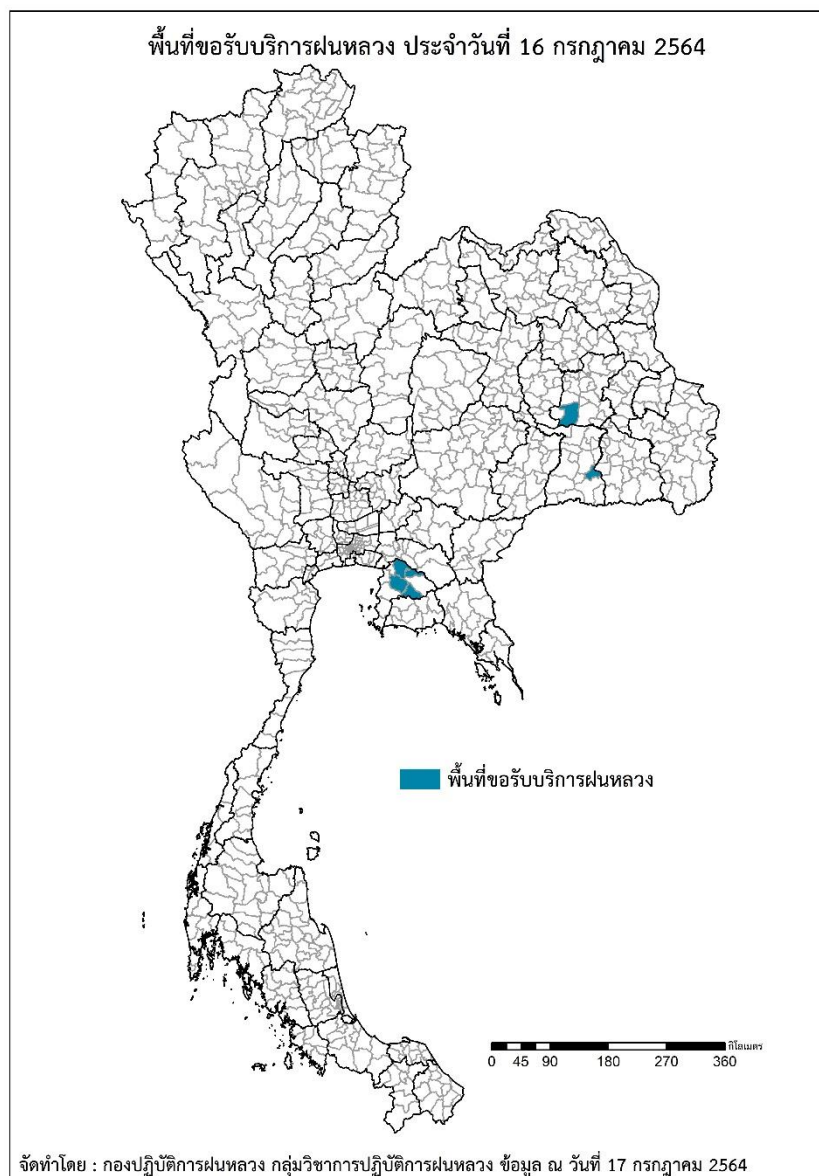 พื้นที่ขอรับบริการฝนหลวง ประจำวันที่ 16 กรกฎาคม 2564
พื้นที่ขอรับบริการฝนหลวง
กิโลเมตร
0 45 90 180 270 360
จัดทำโดย : กองปฏิบัติการฝนหลวง กลุ่มวิชาการปฏิบัติการฝนหลวง ข้อมูล ณ วันที่ 17 กรกฎาคม 2564